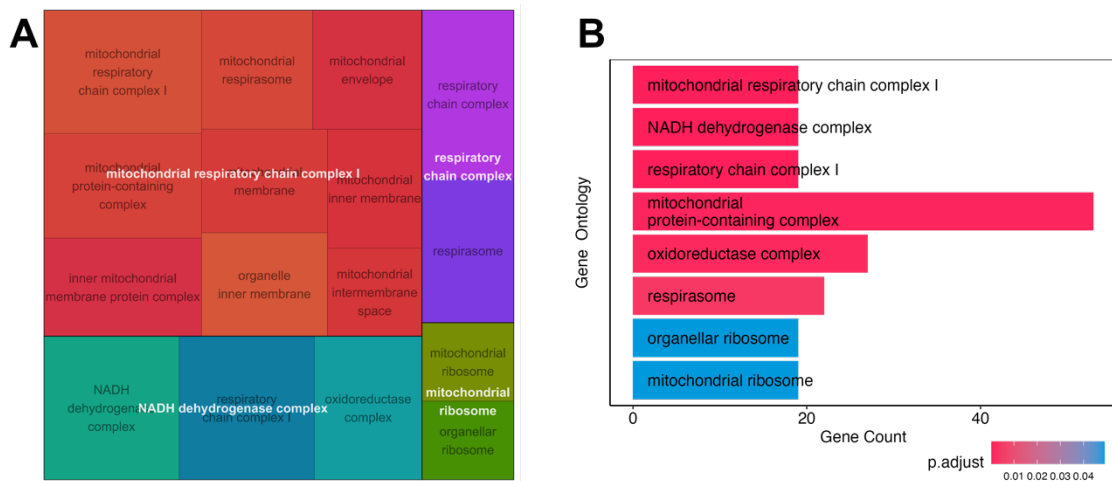 A
mitochondrial
respiratory
chain complex I
mitochondrial
respirasome
mitochondrial
envelope
mitochondrial
protein-containing
complex
mitochondrial
membrane
mitochondrial
inner membrane
mitochondrial respiratory chain complex I
inner mitochondrial
membrane protein complex
organelle
inner membrane
mitochondrial
intermembrane
space
respiratory
chain complex
respiratory
chain complex
respirasome
NADH
dehydrogenase
complex
respiratory
chain complex I
oxidoreductase
complex
NADH dehydrogenase complex
mitochondrial
ribosome
mitochondrial
ribosome
organellar
ribosome
B
Gene Ontology
mitochondrial respiratory chain complex I
NADH dehydrogenase complex
respiratory chain complex I
mitochondrial
protein-containing complex
oxidoreductase complex
respirasome
organellar ribosome
mitochondrial ribosome
0 20 40
Gene Count
p.adjust
0.01 0.02 0.03 0.04